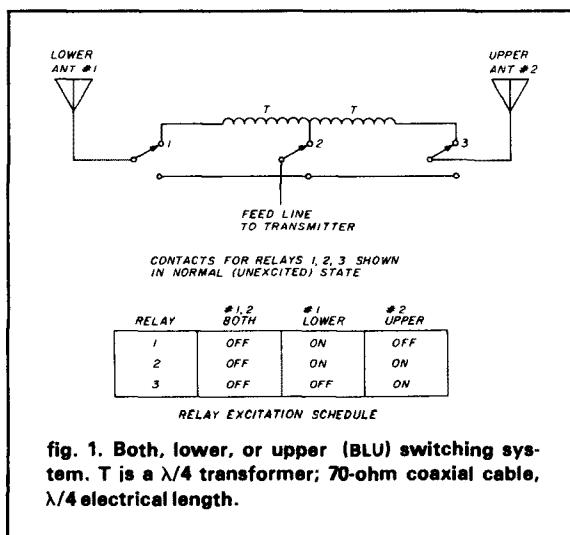 LOWER
ANT #1
UPPER
ANT #2
T T
1
2
3
FEED LINE
TO TRANSMITTER
CONTACTS FOR RELAYS 1, 2, 3 SHOWN
IN NORMAL (UNEXCITED) STATE
#1,2 #1 #2
RELAY BOTH LOWER UPPER
1 OFF ON OFF
2 OFF ON ON
3 OFF OFF ON
RELAY EXCITATION SCHEDULE
fig. 1. Both, lower, or upper (BLU) switching sys-
tem. T is a λ/4 transformer; 70-ohm coaxial cable,
λ/4 electrical length.